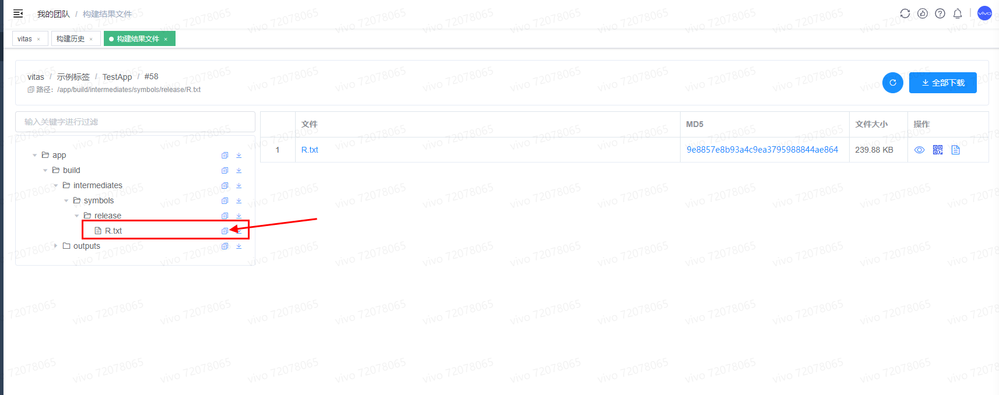 我的团队 / 构建结果文件
vivo
vitas × 构建历史 × 构建结果文件 ×
vitas / 示例标签 / TestApp / #58
路径：/app/build/intermediates/symbols/release/R.txt
全部下载
输入关键字进行过滤
文件 MD5 文件大小 操作
1 R.txt 9e8857e8b93a4c9ea3795988844ae864 239.88 KB
app
build
intermediates
symbols
release
R.txt
outputs
vivo 72078065